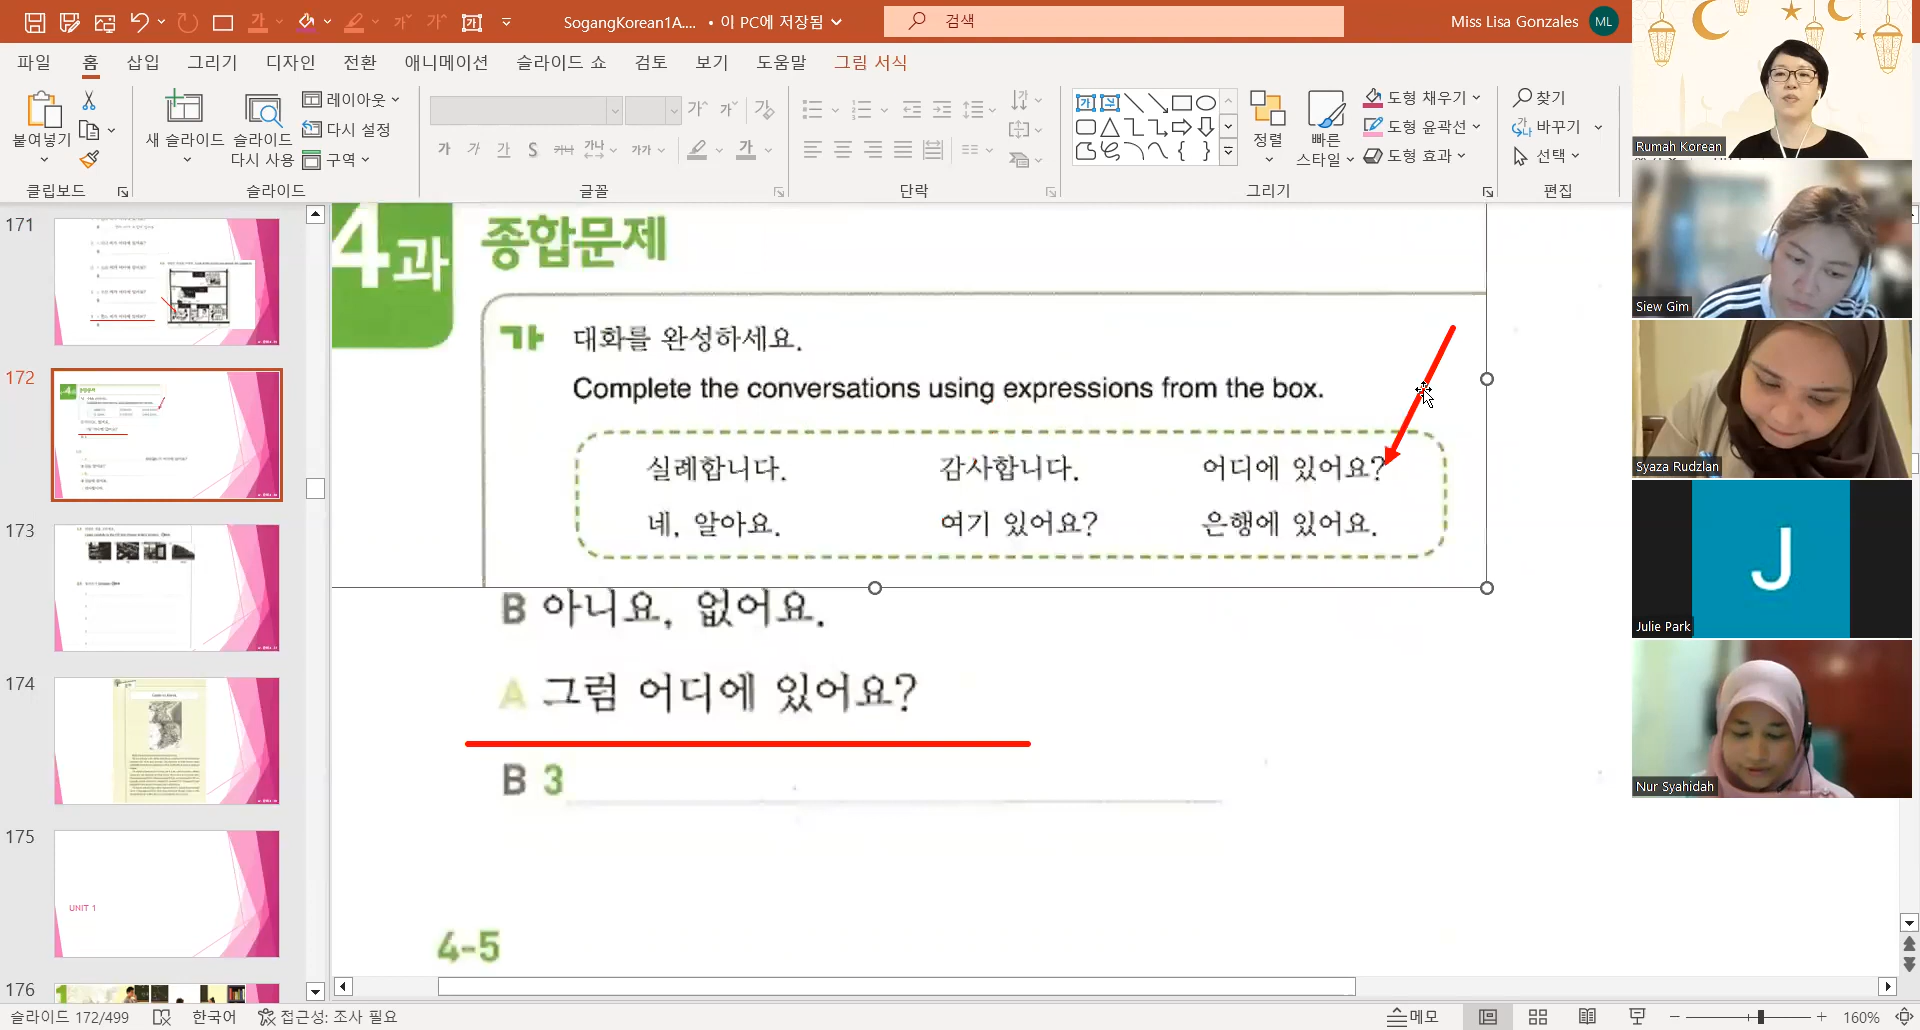 SogangKorean1A.... • 이 PC에 저장됨
검색
Miss Lisa Gonzales ML
파일 홈 삽입 그리기 디자인 전환 애니메이션 슬라이드 쇼 검토 보기 도움말 그림 서식
붙여넣기
새 슬라이드
슬라이드 다시 사용
레이아웃
다시 설정
구역
정렬
빠른 스타일
도형 채우기
도형 윤곽선
도형 효과
찾기
바꾸기
선택
클립보드 슬라이드 글꼴 단락 그리기 편집
171
172
173
174
175
UNIT 1
176
4과 종합문제
가 대화를 완성하세요.
Complete the conversations using expressions from the box.
실례합니다. 감사합니다. 어디에 있어요?
네, 알아요. 여기 있어요? 은행에 있어요.
B 아니요, 없어요.
A 그럼 어디에 있어요?
B 3
4-5
Rumah Korean
Siew Gim
Syaza Rudzlan
J
Julie Park
Nur Syahidah
슬라이드 172/499 한국어 접근성: 조사 필요 메모 160%